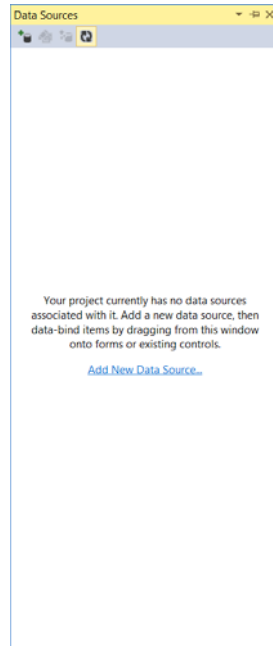 Data Sources
Your project currently has no data sources
associated with it. Add a new data source, then
data-bind items by dragging from this window
onto forms or existing controls.
Add New Data Source...